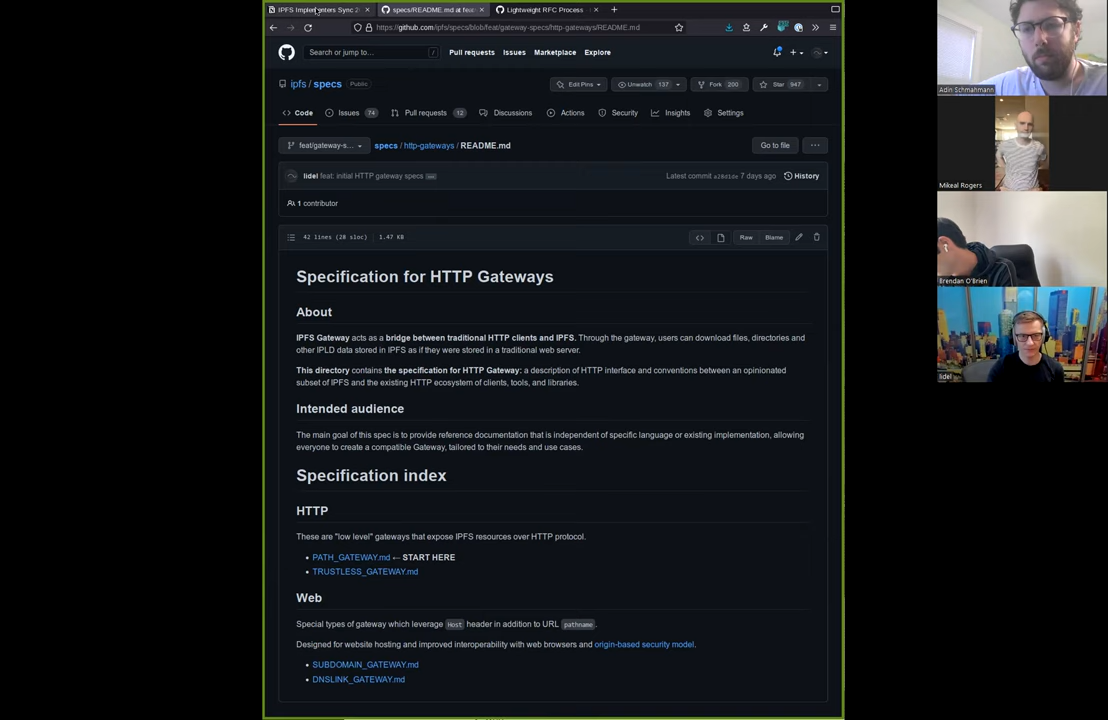 IPFS Implementers Sync 2
specs/README.md at fea
Lightweight RFC Process
https://github.com/ipfs/specs/blob/feat/gateway-specs/http-gateways/README.md
Search or jump to...
/
Pull requests
Issues
Marketplace
Explore
ipfs / specs
Public
Edit Pins
Unwatch 137
Fork 200
Star 947
Code
Issues 74
Pull requests 12
Discussions
Actions
Security
Insights
Settings
feat/gateway-s...
specs / http-gateways / README.md
Go to file
...
lidel feat: initial HTTP gateway specs ...
Latest commit a28d1de 7 days ago
History
1 contributor
42 lines (28 sloc) 1.47 KB
Raw
Blame
Specification for HTTP Gateways
About
IPFS Gateway acts as a bridge between traditional HTTP clients and IPFS. Through the gateway, users can download files, directories and
other IPLD data stored in IPFS as if they were stored in a traditional web server.
This directory contains the specification for HTTP Gateway: a description of HTTP interface and conventions between an opinionated
subset of IPFS and the existing HTTP ecosystem of clients, tools, and libraries.
Intended audience
The main goal of this spec is to provide reference documentation that is independent of specific language or existing implementation, allowing
everyone to create a compatible Gateway, tailored to their needs and use cases.
Specification index
HTTP
These are "low level" gateways that expose IPFS resources over HTTP protocol.
• PATH_GATEWAY.md ← START HERE
• TRUSTLESS_GATEWAY.md
Web
Special types of gateway which leverage Host header in addition to URL pathname.
Designed for website hosting and improved interoperability with web browsers and origin-based security model.
• SUBDOMAIN_GATEWAY.md
• DNSLINK_GATEWAY.md
Adin Schmahmann
Mikeal Rogers
Brendan O'Brien
lidel